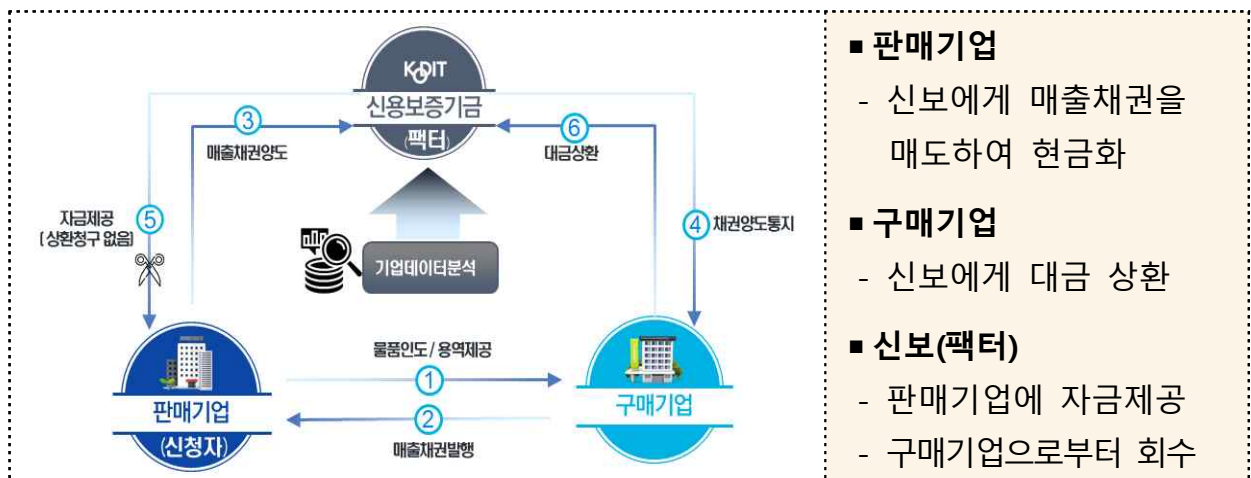 KODIT
신용보증기금
(팩터)
③
매출채권양도
⑥
대금상환
자금제공
(상환청구 없음)
⑤
④ 채권양도통지
기업데이터분석
물품인도 / 용역제공
①
②
매출채권발행
판매기업
(신청자)
구매기업
■ 판매기업
- 신보에게 매출채권을
매도하여 현금화
■ 구매기업
- 신보에게 대금 상환
■ 신보(팩터)
- 판매기업에 자금제공
- 구매기업으로부터 회수